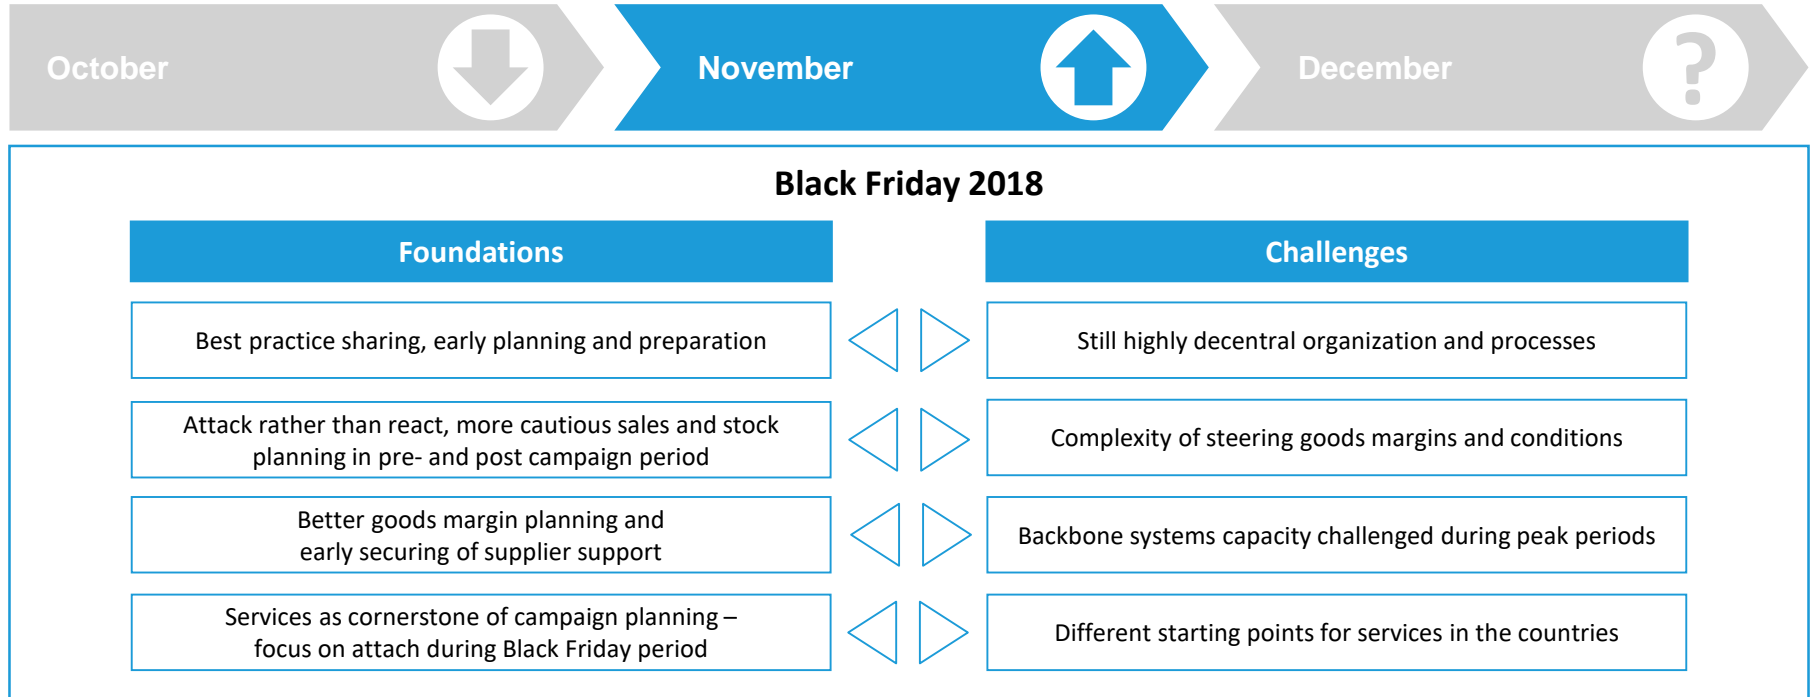 October
November
December
?
Black Friday 2018
Foundations
Challenges
Best practice sharing, early planning and preparation
Still highly decentral organization and processes
Attack rather than react, more cautious sales and stock
planning in pre- and post campaign period
Complexity of steering goods margins and conditions
Better goods margin planning and
early securing of supplier support
Backbone systems capacity challenged during peak periods
Services as cornerstone of campaign planning –
focus on attach during Black Friday period
Different starting points for services in the countries